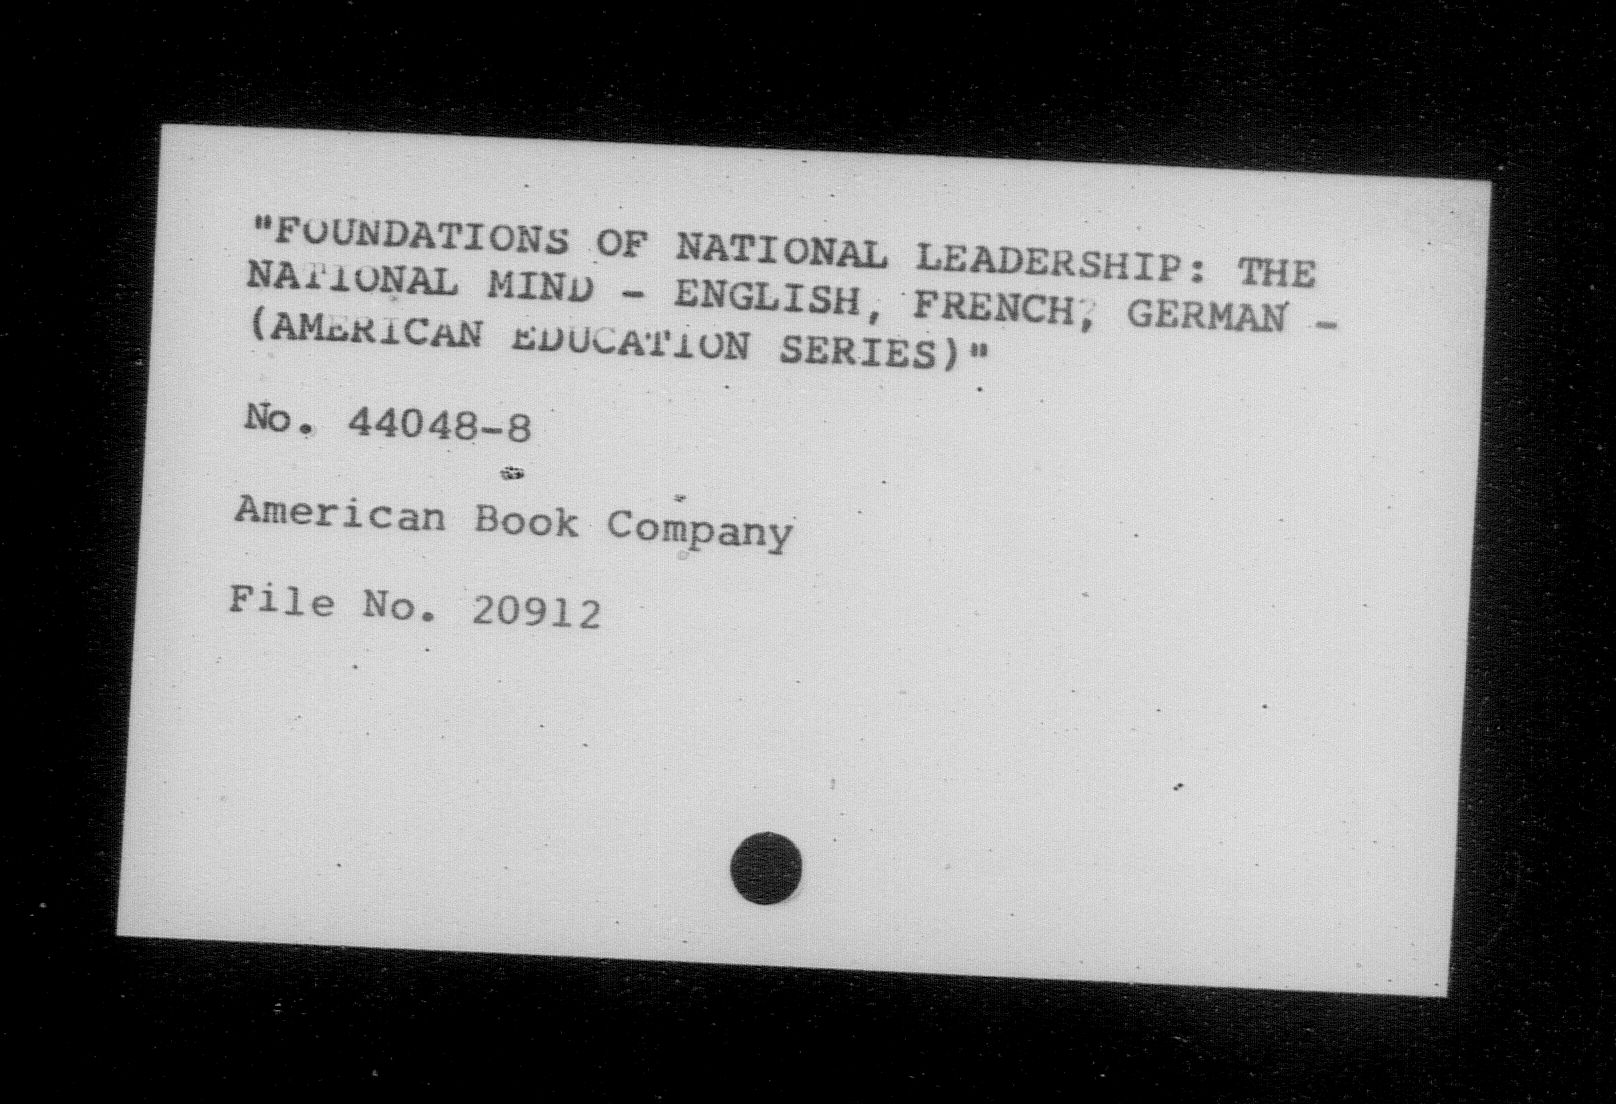 "FOUNDATIONS OF NATIONAL LEADERSHIP: THE
NATIONAL MIND - ENGLISH, FRENCH, GERMAN -
(AMERICAN EDUCATION SERIES)"
No. 44048-8
American Book Company
File No. 20912